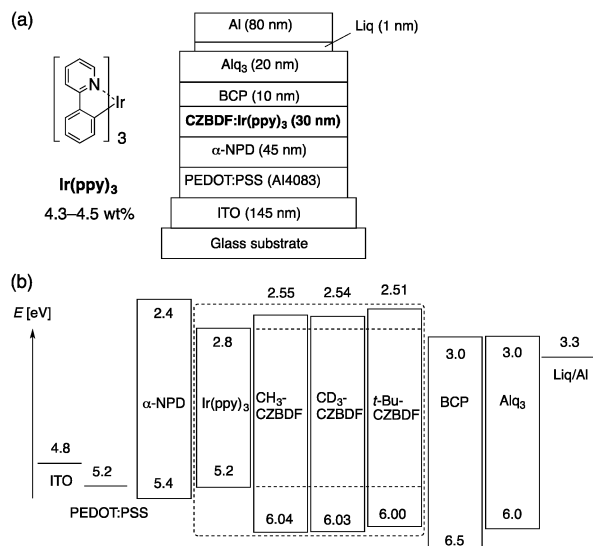 (a)
Al (80 nm)
Liq (1 nm)
Alq3 (20 nm)
BCP (10 nm)
CZBDF:Ir(ppy)3 (30 nm)
α-NPD (45 nm)
PEDOT:PSS (AI4083)
ITO (145 nm)
Glass substrate
N
Ir
3
Ir(ppy)3
4.3–4.5 wt%
(b)
E [eV]
2.55 2.54 2.51
2.4
2.8 3.0 3.0 3.3
Liq/Al
α-NPD Ir(ppy)3 CH3-CZBDF CD3-CZBDF t-Bu-CZBDF BCP Alq3
4.8
ITO
5.2
PEDOT:PSS
5.4 5.2 6.04 6.03 6.00 6.5 6.0